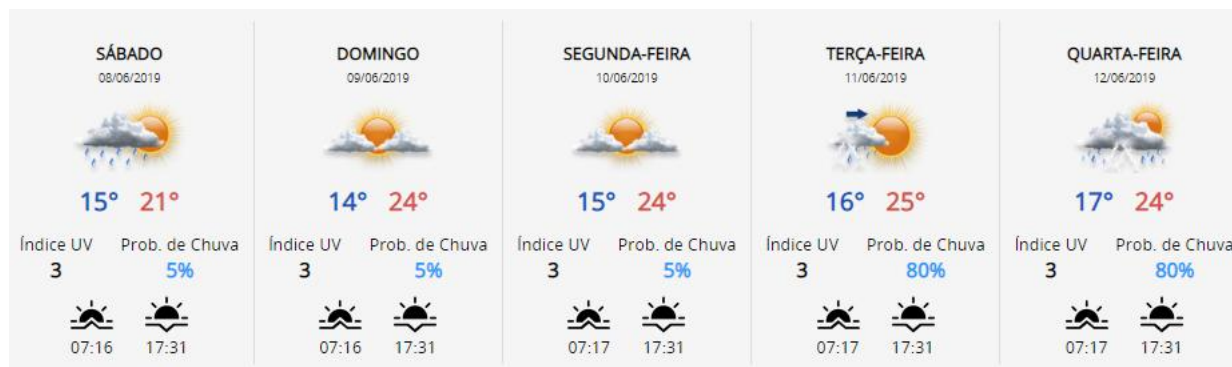 SÁBADO
08/06/2019
15° 21°
Índice UV Prob. de Chuva
3 5%
07:16 17:31
DOMINGO
09/06/2019
14° 24°
Índice UV Prob. de Chuva
3 5%
07:16 17:31
SEGUNDA-FEIRA
10/06/2019
15° 24°
Índice UV Prob. de Chuva
3 5%
07:17 17:31
TERÇA-FEIRA
11/06/2019
16° 25°
Índice UV Prob. de Chuva
3 80%
07:17 17:31
QUARTA-FEIRA
12/06/2019
17° 24°
Índice UV Prob. de Chuva
3 80%
07:17 17:31